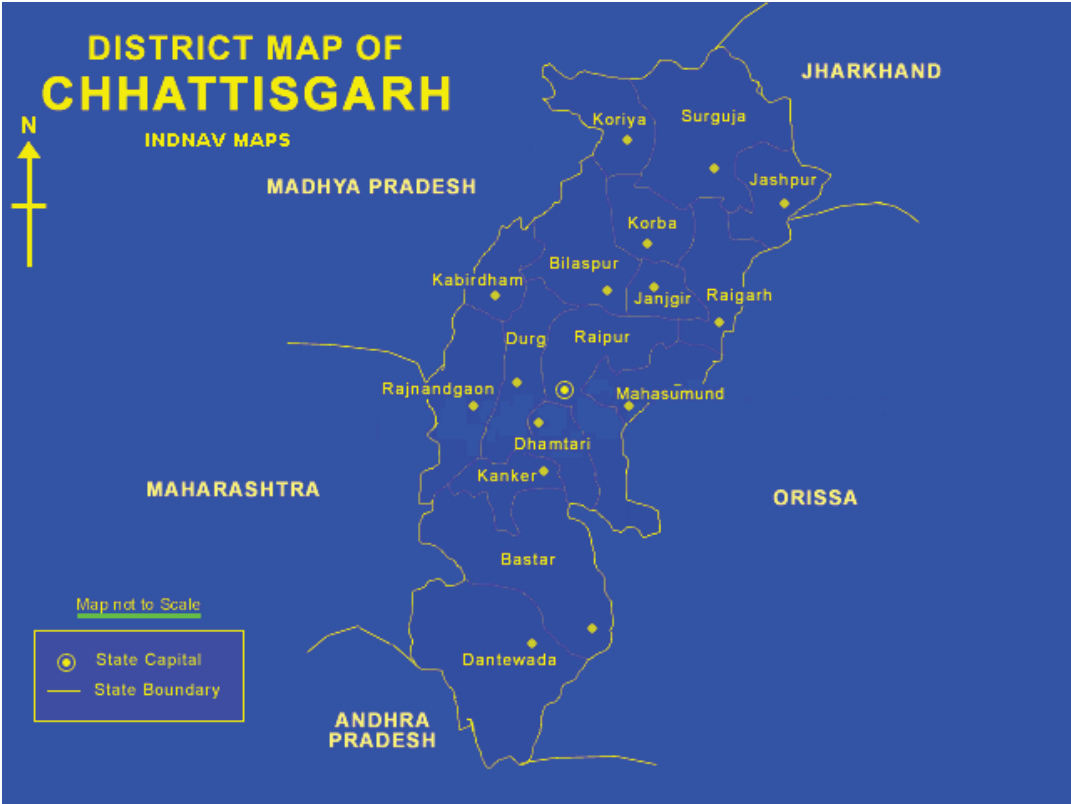 DISTRICT MAP OF
CHHATTISGARH
INDNAV MAPS
N
JHARKHAND
MADHYA PRADESH
Koriya
Surguja
Jashpur
Korba
Bilaspur
Kabirdham
Janjgir
Raigarh
Durg
Raipur
Rajnandgaon
Mahasumund
Dhamtari
Kanker
MAHARASHTRA
ORISSA
Bastar
Dantewada
Map not to Scale
State Capital
State Boundary
ANDHRA
PRADESH